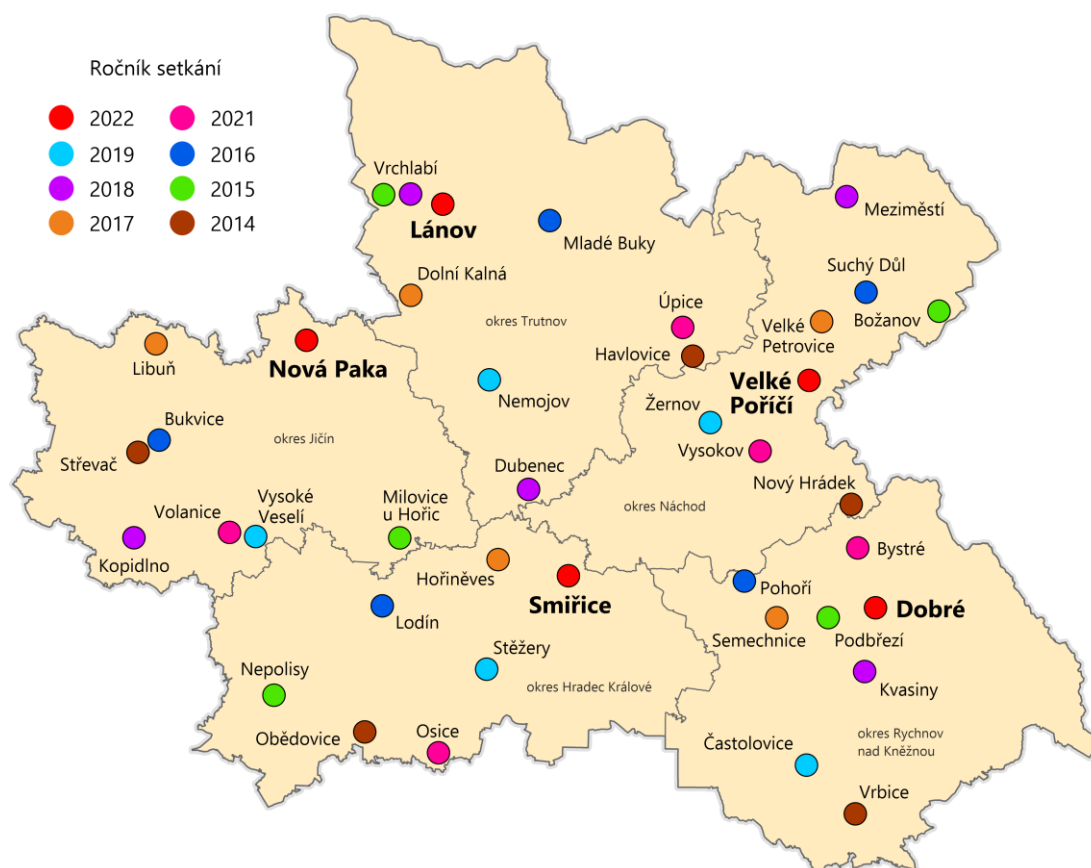 Ročník setkání
2022
2021
2019
2016
2018
2015
2017
2014
Vrchlabí
Lánov
Mladé Buky
Meziměstí
Suchý Důl
Božanov
Dolní Kalná
okres Trutnov
Úpice
Velké
Petrovice
Havlovice
Libuň
Nová Paka
Velké
Poříčí
Nemojov
Žernov
Bukvice
okres Jičín
Střevač
Vysokov
Dubenec
Nový Hrádek
Volanice
Vysoké
Veselí
Milovice
u Hořic
okres Náchod
Kopidlno
Bystré
Hořiněves
Smiřice
Pohoří
Dobré
Lodín
Semechnice
Podbřezí
Stěžery
Nepolisy
okres Hradec Králové
Kvasiny
Obědovice
Osice
okres Rychnov
nad Kněžnou
Častolovice
Vrbice